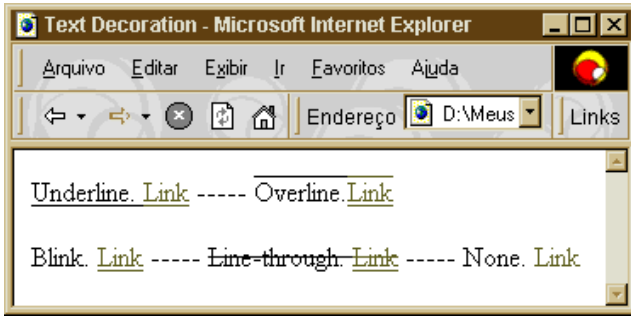 Text Decoration - Microsoft Internet Explorer
Arquivo Editar Exibir Ir Favoritos Ajuda
Endereço D:\Meus Links
Underline. Link ----- Overline.Link
Blink. Link ----- Line-through. Link ----- None. Link